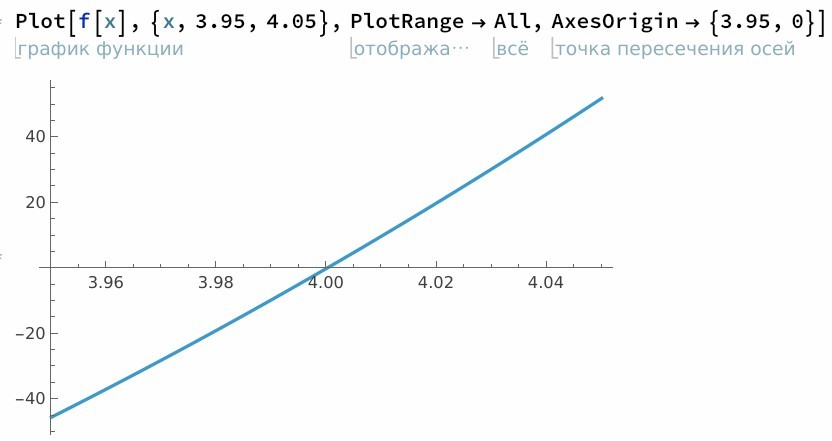 Plot[f[x], {x, 3.95, 4.05}, PlotRange → All, AxesOrigin → {3.95, 0}]
график функции отобража⋯ всё точка пересечения осей
40
20
3.96 3.98 4.00 4.02 4.04
−20
−40